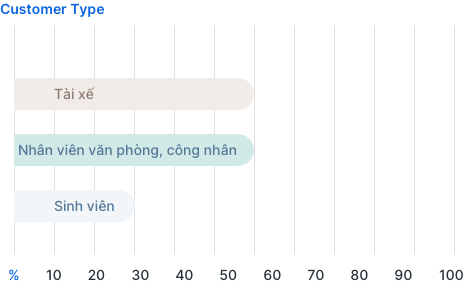 Customer Type
Tài xế
Nhân viên văn phòng, công nhân
Sinh viên
% 10 20 30 40 50 60 70 80 90 100